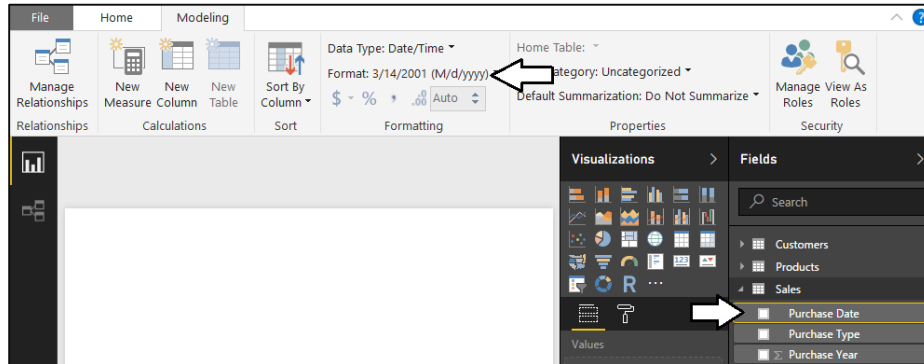 File Home Modeling
Data Type: Date/Time
Home Table:
Format: 3/14/2001 (M/d/yyyy)
ategory: Uncategorized
$ % , .00 Auto
Default Summarization: Do Not Summarize
Manage
Relationships
New
Measure
New
Column
New
Table
Sort By
Column
Manage
Roles
View As
Roles
Relationships
Calculations
Sort
Formatting
Properties
Security
Visualizations >
Fields >
Search
Customers
Products
Sales
123
R ...
Purchase Date
Purchase Type
Σ Purchase Year
Values